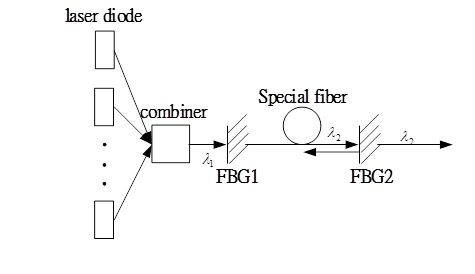 laser diode
combiner
Special fiber
λ₁
λ₂
λ₂
FBG1
FBG2